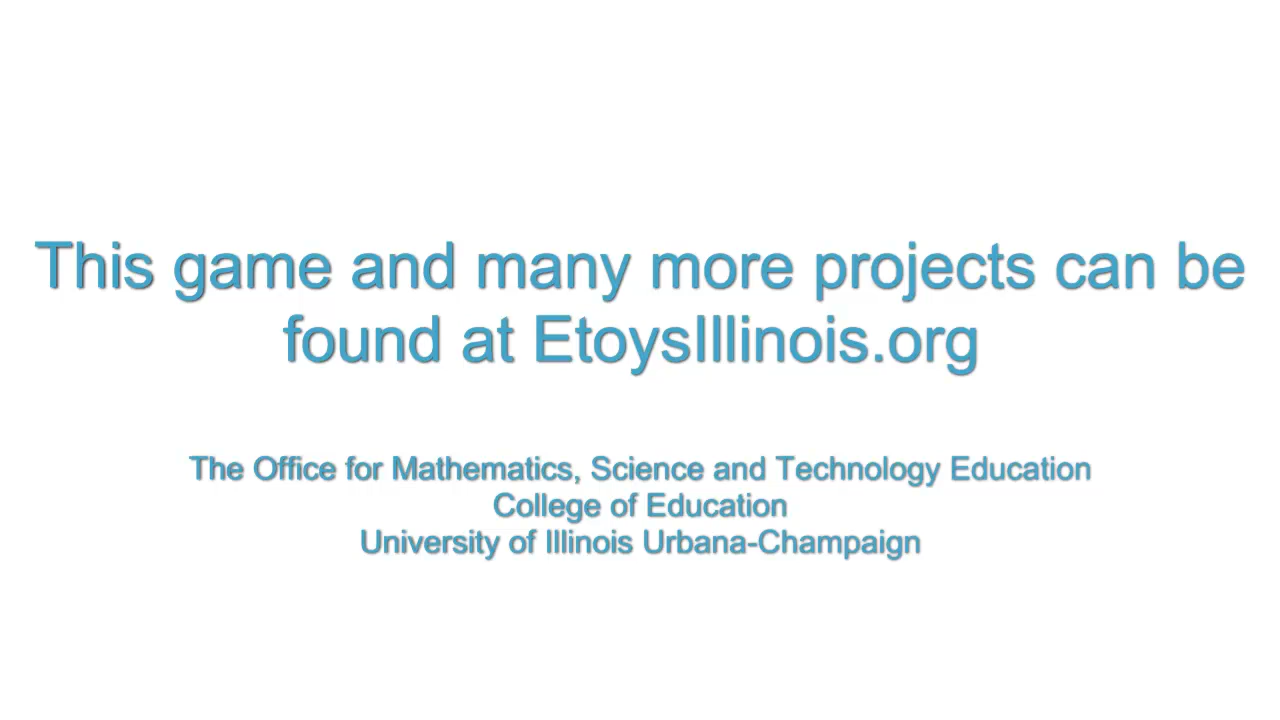 This game and many more projects can be
found at EtoysIllinois.org
The Office for Mathematics, Science and Technology Education
College of Education
University of Illinois Urbana-Champaign